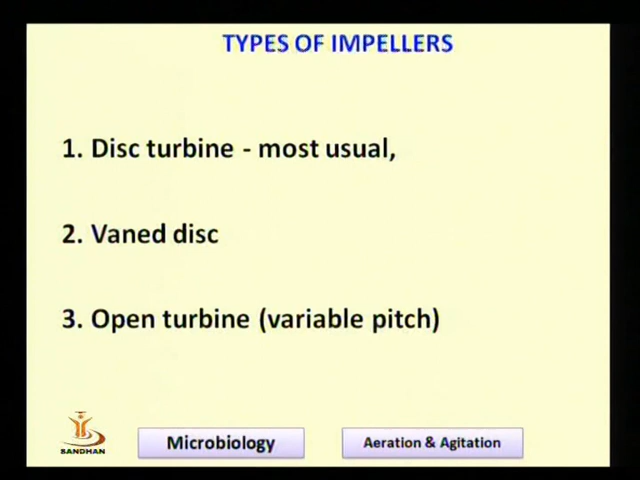 TYPES OF IMPELLERS
1. Disc turbine - most usual,
2. Vaned disc
3. Open turbine (variable pitch)
SANDHAN
Microbiology
Aeration & Agitation